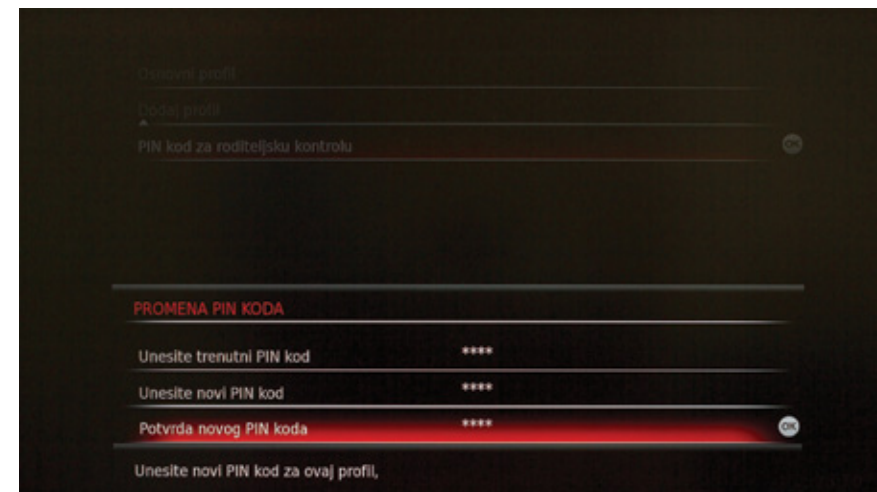 Osnovni profil
Dodaj profil
PIN kod za roditeljsku kontrolu OK
PROMENA PIN KODA
Unesite trenutni PIN kod ****
Unesite novi PIN kod ****
Potvrda novog PIN koda **** OK
Unesite novi PIN kod za ovaj profil,